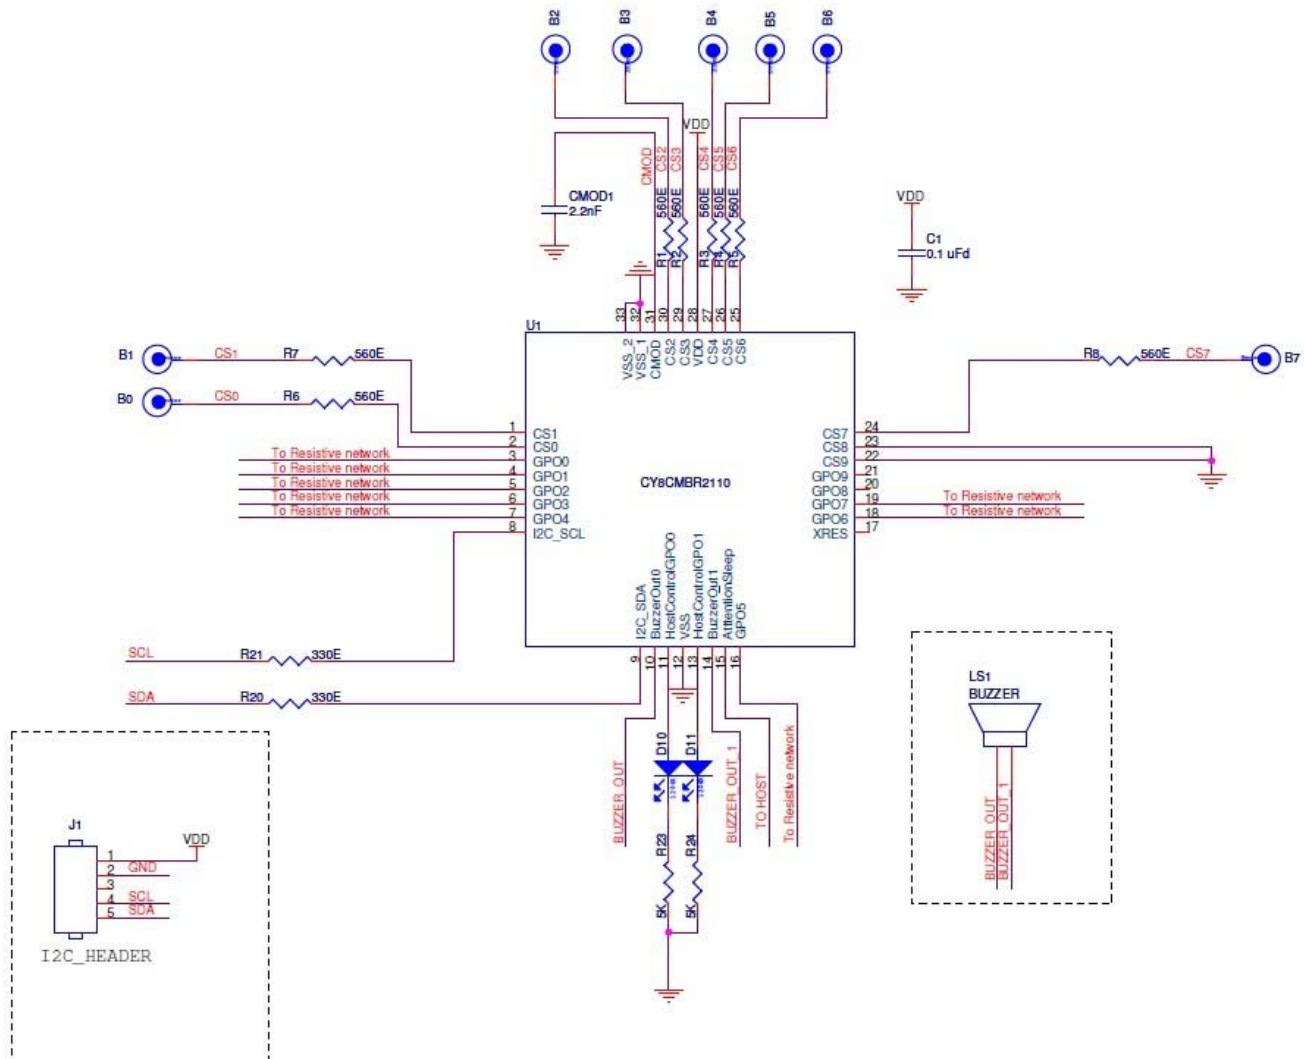 B2
B3
B4
B5
B6
VDD
CMOD
CS2
CS3
CS4
CS5
CS6
CMOD1
2.2nF
560E
560E
560E
560E
560E
R1
R2
R3
R4
R5
VDD
C1
0.1 uFd
U1
33
32
31
30
29
28
27
26
25
VSS_2
VSS_1
CMOD
CS2
CS3
VDD
CS4
CS5
CS6
B1
CS1
R7
560E
B0
CS0
R6
560E
R8
560E
CS7
B7
1
CS1
2
CS0
3
GPO0
4
GPO1
5
GPO2
6
GPO3
7
GPO4
8
I2C_SCL
To Resistive network
To Resistive network
To Resistive network
To Resistive network
To Resistive network
CY8CMBR2110
CS7
24
CS8
23
CS9
22
GPO9
21
GPO8
20
GPO7
19
GPO6
18
XRES
17
To Resistive network
To Resistive network
I2C_SDA
BuzzerOut0
HostControlGPO0
VSS
HostControlGPO1
BuzzerOut1
AttentionSleep
GPO5
9
10
11
12
13
14
15
16
SCL
R21
330E
SDA
R20
330E
BUZZER_OUT
D10
D11
BUZZER_OUT_1
TO HOST
To Resistive network
R23
R24
5K
5K
LS1
BUZZER
BUZZER_OUT
BUZZER_OUT_1
J1
VDD
1
2
GND
3
4
SCL
5
SDA
I2C_HEADER